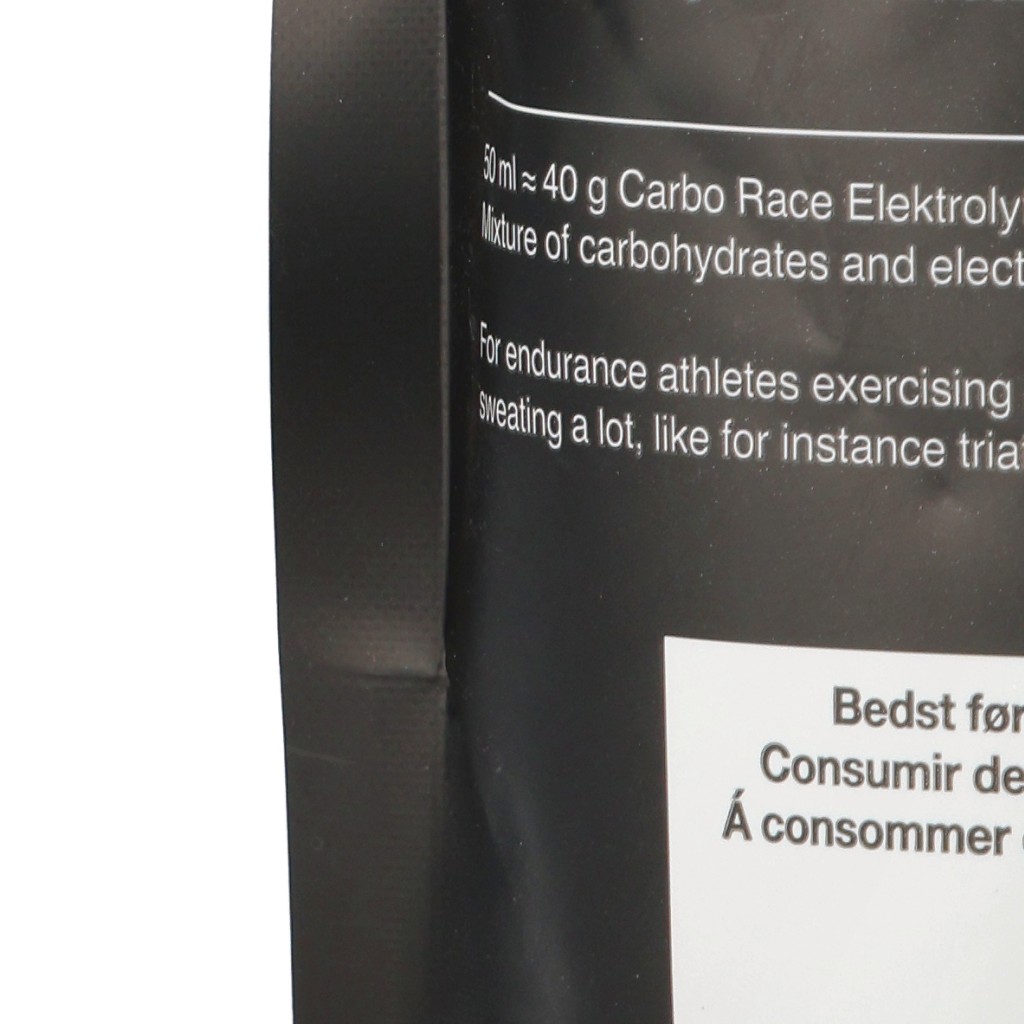 50 ml ≈ 40 g Carbo Race Elektroly
Mixture of carbohydrates and elect
For endurance athletes exercising
sweating a lot, like for instance tria
Bedst før
Consumir de
Á consommer